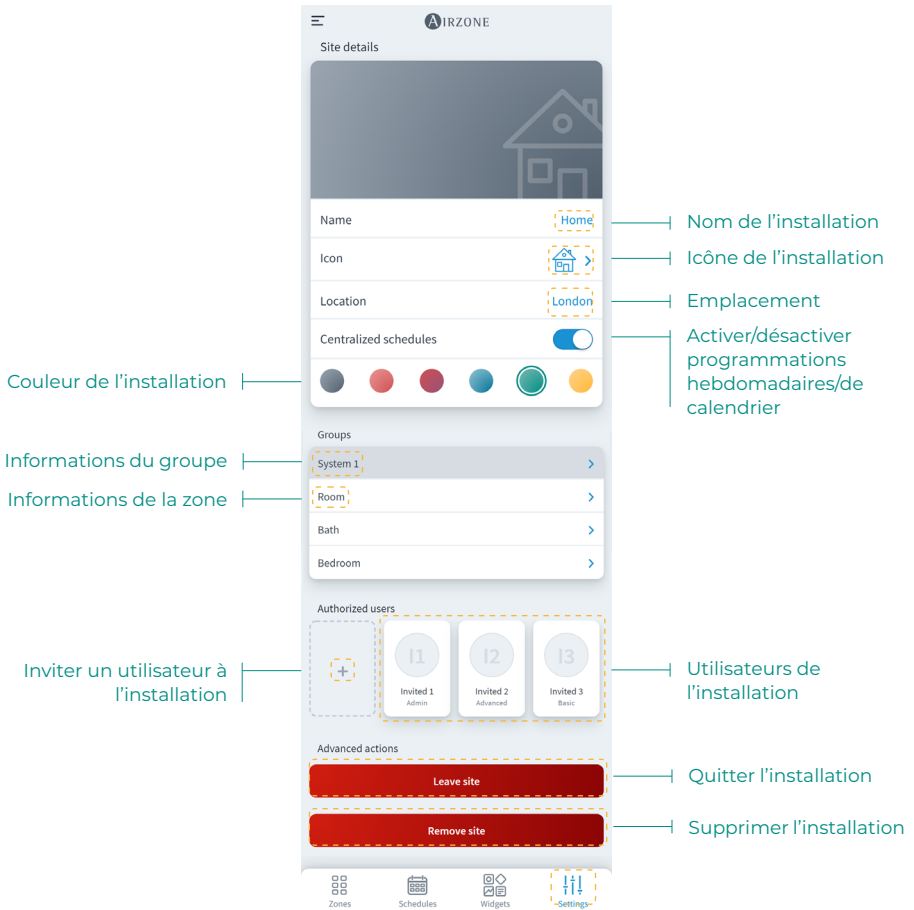 AIRZONE
Site details
Name
Home
Nom de l’installation
Icon
Icône de l’installation
Location
London
Emplacement
Centralized schedules
Activer/désactiver
programmations
hebdomadaires/de
calendrier
Couleur de l’installation
Groups
Informations du groupe
System 1
Informations de la zone
Room
Bath
Bedroom
Authorized users
Inviter un utilisateur à
l’installation
+
I1
Invited 1
Admin
I2
Invited 2
Advanced
I3
Invited 3
Basic
Utilisateurs de
l’installation
Advanced actions
Leave site
Quitter l’installation
Remove site
Supprimer l’installation
Zones
Schedules
Widgets
Settings